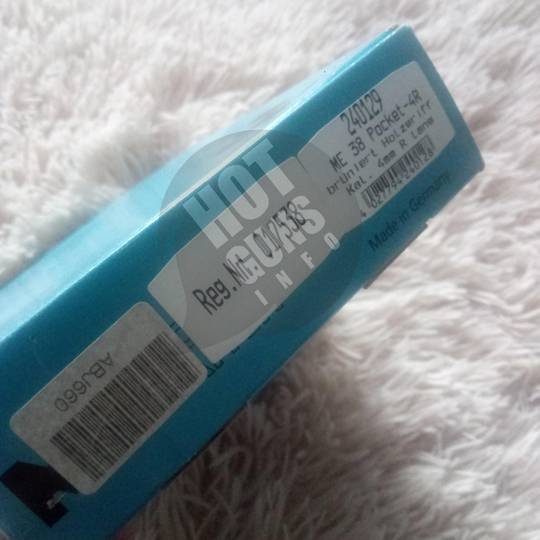 240129
ME 38 Pocket-4R
brüniert Holzgriff
Kal. 4mm R lang
Made in Germany
Reg.Nr. 012538
ABJ660
HOT
GUNS
INFO